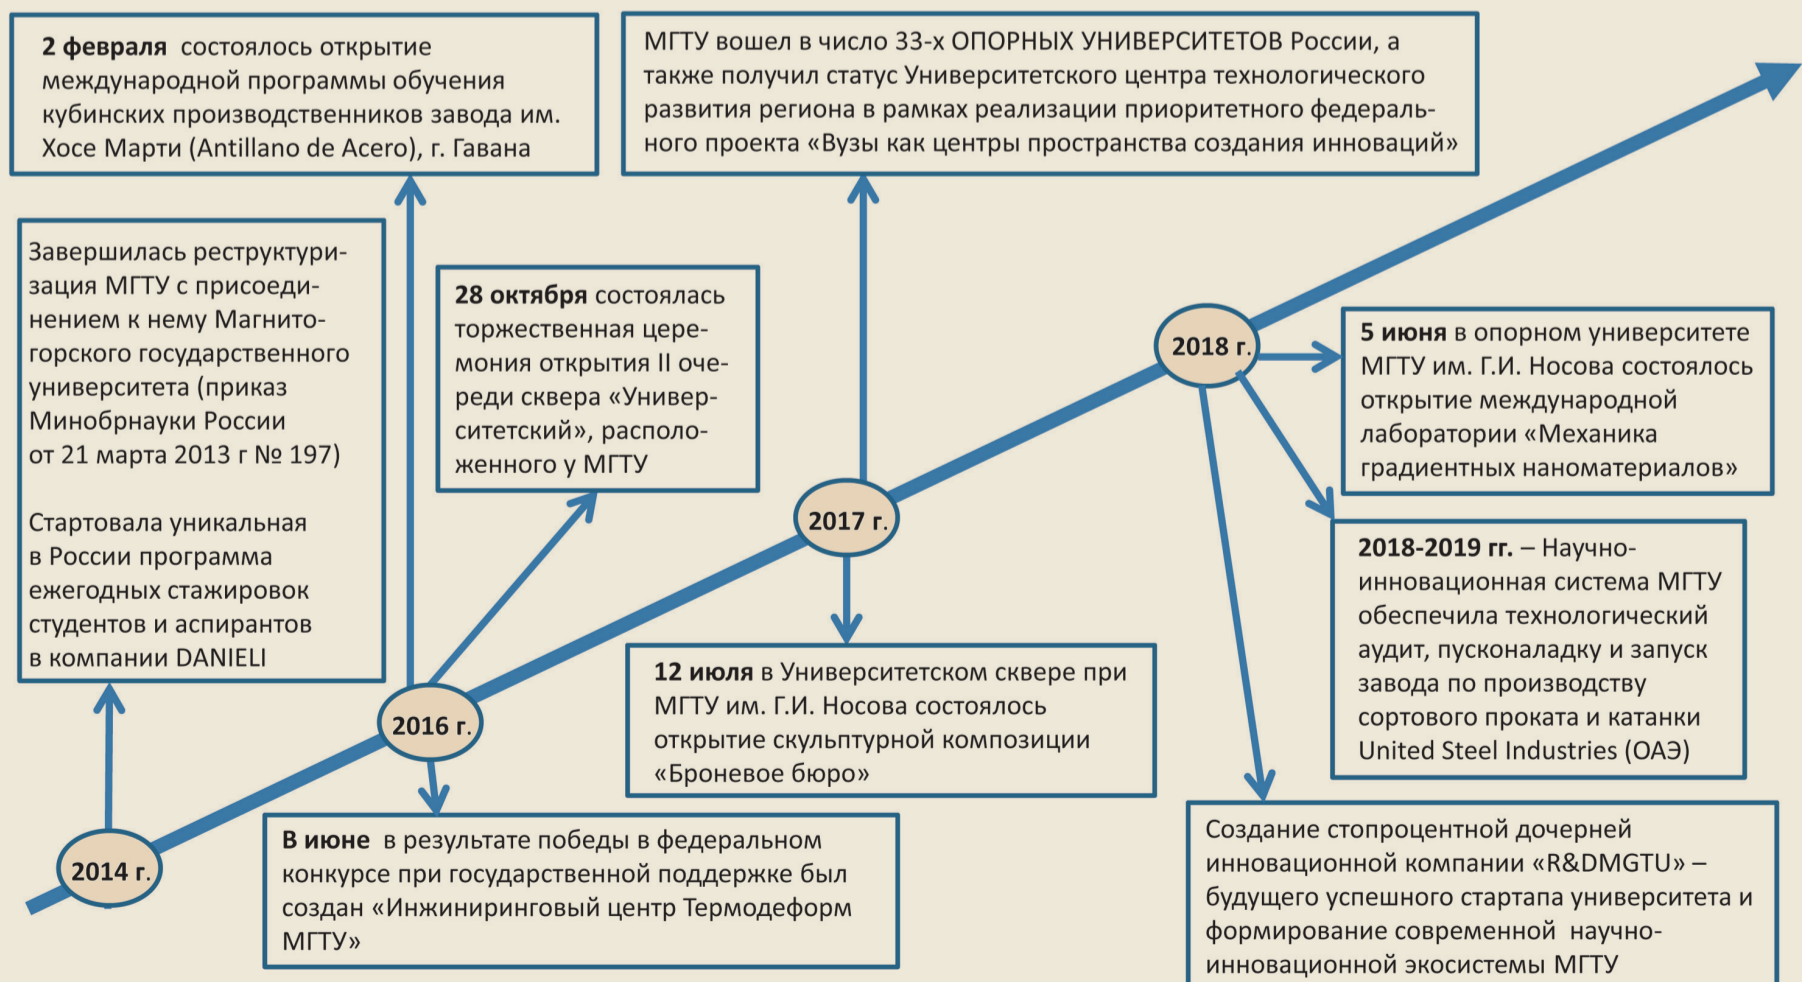 2 февраля состоялось открытие
международной программы обучения
кубинских производственников завода им.
Хосе Марти (Antillano de Acero), г. Гавана
МГТУ вошел в число 33-х ОПОРНЫХ УНИВЕРСИТЕТОВ России, а
также получил статус Университетского центра технологического
развития региона в рамках реализации приоритетного федераль-
ного проекта «Вузы как центры пространства создания инноваций»
Завершилась реструктури-
зация МГТУ с присоеди-
нением к нему Магнито-
горского государственного
университета (приказ
Минобрнауки России
от 21 марта 2013 г № 197)
Стартовала уникальная
в России программа
ежегодных стажировок
студентов и аспирантов
в компании DANIELI
28 октября состоялась
торжественная цере-
мония открытия II оче-
реди сквера «Универ-
ситетский», располо-
женного у МГТУ
2018 г.
5 июня в опорном университете
МГТУ им. Г.И. Носова состоялось
открытие международной
лаборатории «Механика
градиентных наноматериалов»
2017 г.
2018-2019 гг. – Научно-
инновационная система МГТУ
обеспечила технологический
аудит, пусконаладку и запуск
завода по производству
сортового проката и катанки
United Steel Industries (ОАЭ)
12 июля в Университетском сквере при
МГТУ им. Г.И. Носова состоялось
открытие скульптурной композиции
«Броневое бюро»
2016 г.
2014 г.
В июне в результате победы в федеральном
конкурсе при государственной поддержке был
создан «Инжиниринговый центр Термодеформ
МГТУ»
Создание стопроцентной дочерней
инновационной компании «R&DMGTU» –
будущего успешного стартапа университета и
формирование современной научно-
инновационной экосистемы МГТУ